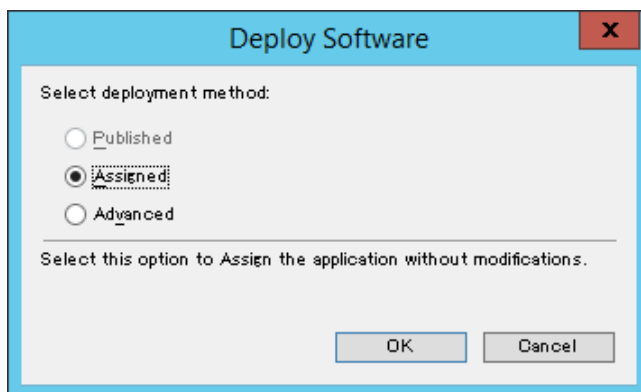 Deploy Software
x
Select deployment method:
Published
Assigned
Advanced
Select this option to Assign the application without modifications.
OK Cancel